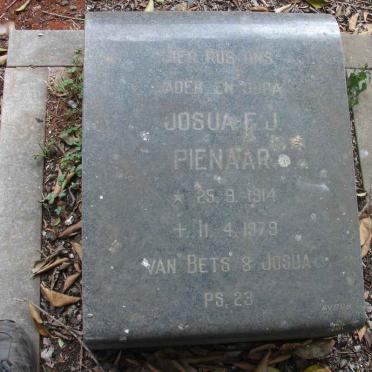 HIER RUS ONS
VADER EN OUPA
JOSUA F. J.
PIENAAR
* 25. 9. 1914
+ 11. 4. 1979
VAN BETS & JOSUA
PS. 23